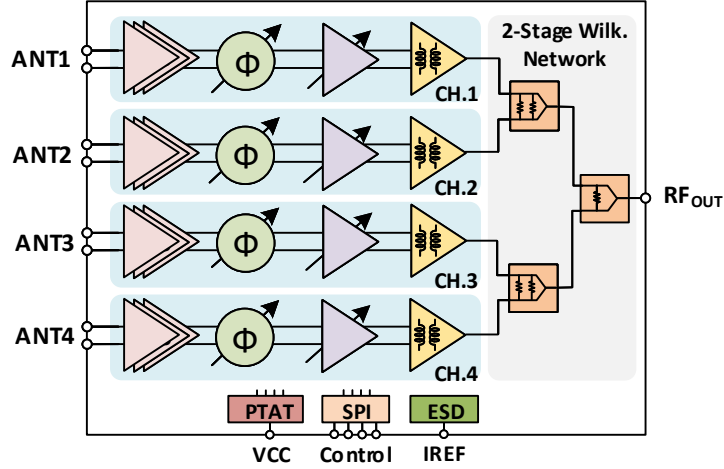 2-Stage Wilk.
Network
ANT1
Φ
CH.1
ANT2
Φ
CH.2
RFOUT
ANT3
Φ
CH.3
ANT4
Φ
CH.4
PTAT
SPI
ESD
VCC
Control
IREF